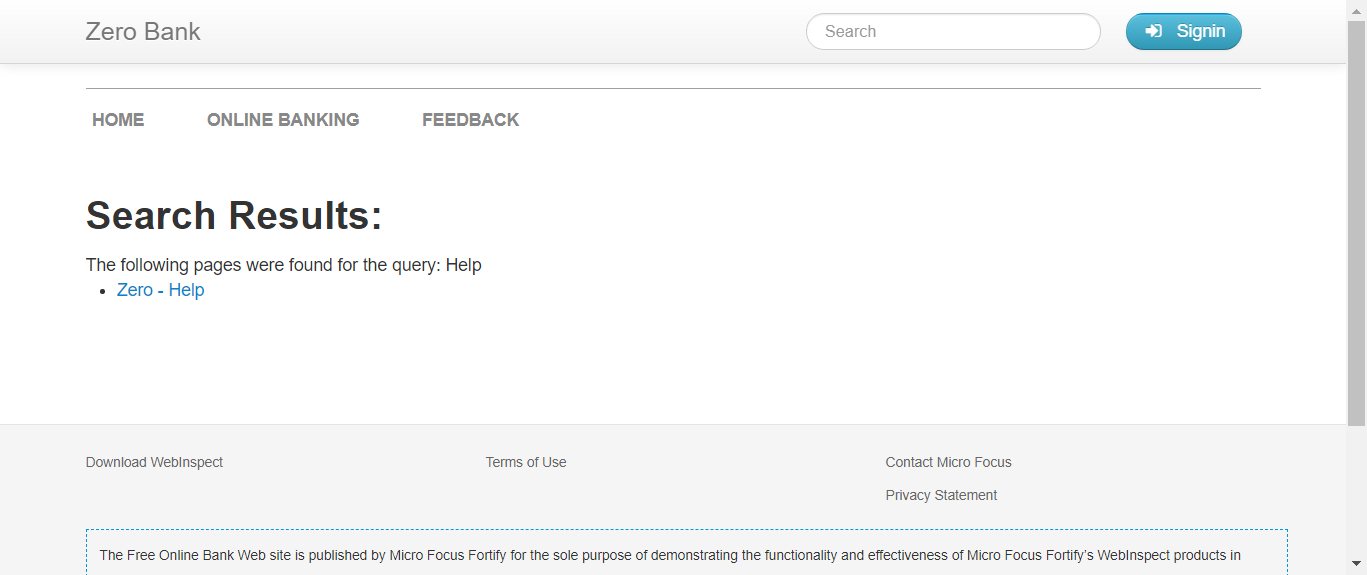 Zero Bank
Search
Signin
HOME
ONLINE BANKING
FEEDBACK
Search Results:
The following pages were found for the query: Help
Zero - Help
Download WebInspect
Terms of Use
Contact Micro Focus
Privacy Statement
The Free Online Bank Web site is published by Micro Focus Fortify for the sole purpose of demonstrating the functionality and effectiveness of Micro Focus Fortify's WebInspect products in